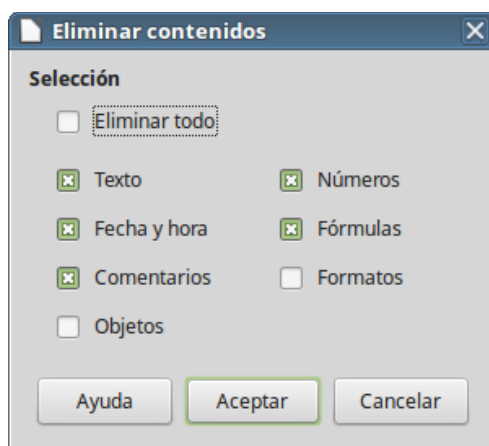 Eliminar contenidos
Selección
Eliminar todo
Texto Números
Fecha y hora Fórmulas
Comentarios Formatos
Objetos
Ayuda Aceptar Cancelar